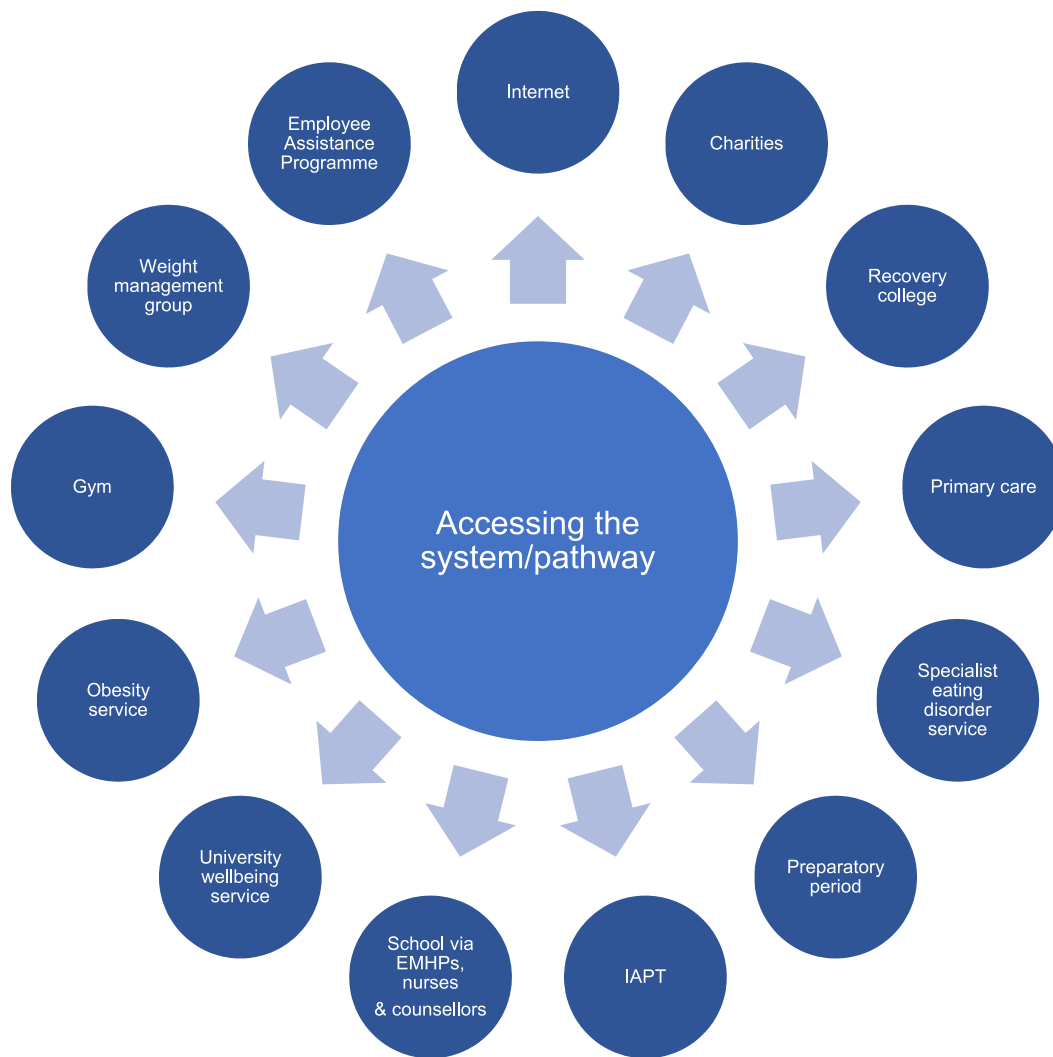 Internet
Charities
Recovery
college
Primary care
Specialist
eating
disorder
service
Preparatory
period
IAPT
School via
EMHPs,
nurses
& counsellors
University
wellbeing
service
Obesity
service
Gym
Weight
management
group
Employee
Assistance
Programme
Accessing the
system/pathway